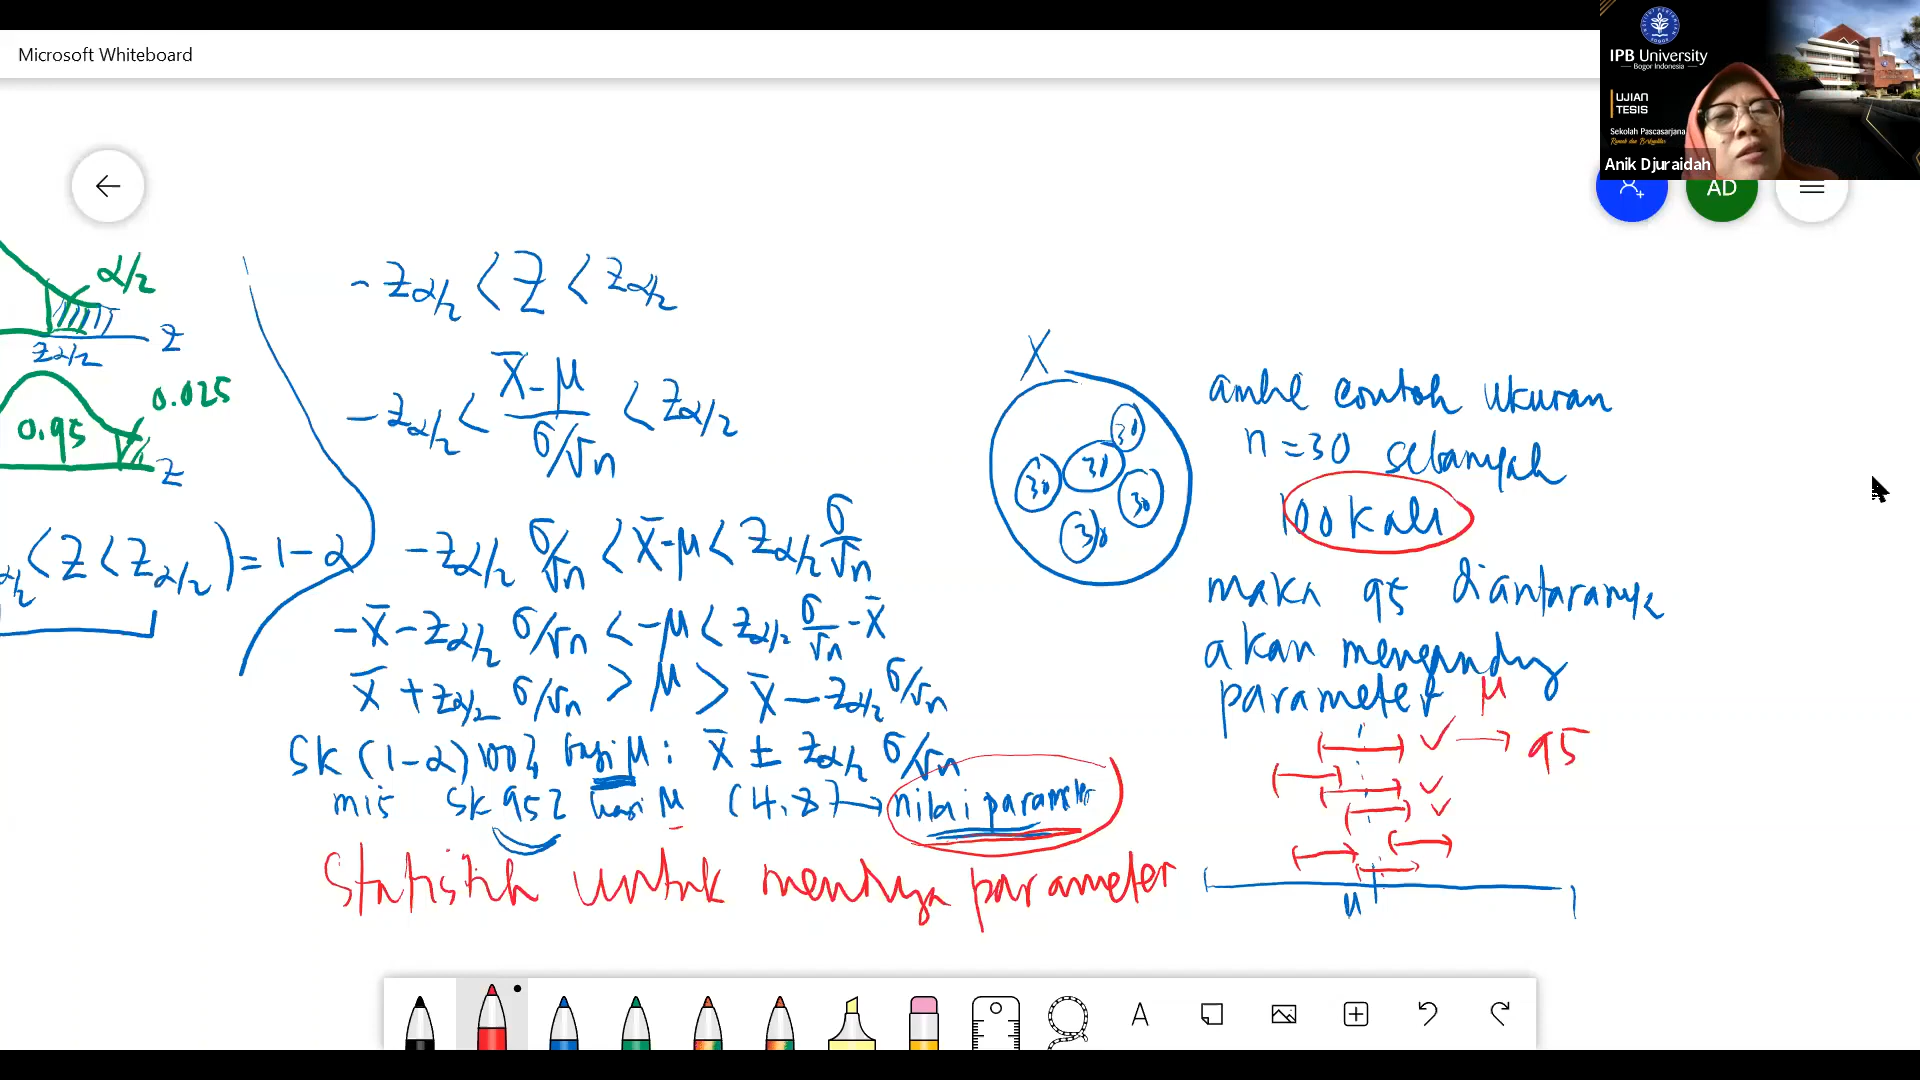 Microsoft Whiteboard
IPB University
Bogor Indonesia
UJIAN
TESIS
Sekolah Pascasarjana
Anik Djuraidah
AD
α/2
Z
zα/2
0.025
0.95
Z
α/2 < Z < Zα/2) = 1-α
-Zα/2 < Z < Zα/2
-Zα/2 < (X̄-μ)/(σ/√n) < Zα/2
-Zα/2 σ/√n < X̄-μ < Zα/2 σ/√n
-X̄ - Zα/2 σ/√n < -μ < Zα/2 σ/√n - X̄
X̄ + Zα/2 σ/√n > μ > X̄ - Zα/2 σ/√n
SK (1-α)100% bagi μ: X̄ ± Zα/2 σ/√n
mis SK 95% bagi μ (4,8) → nilai parameter
Statistik untuk menduga parameter
X
30
30
30
30
30
ambil contoh ukuran
n = 30 sebanyak
100 kali
maka 95 diantaranya
akan mengandung
parameter μ
95
μ
A